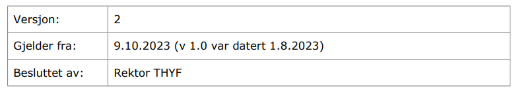 Versjon: 2
Gjelder fra: 9.10.2023 (v 1.0 var datert 1.8.2023)
Besluttet av: Rektor THYF